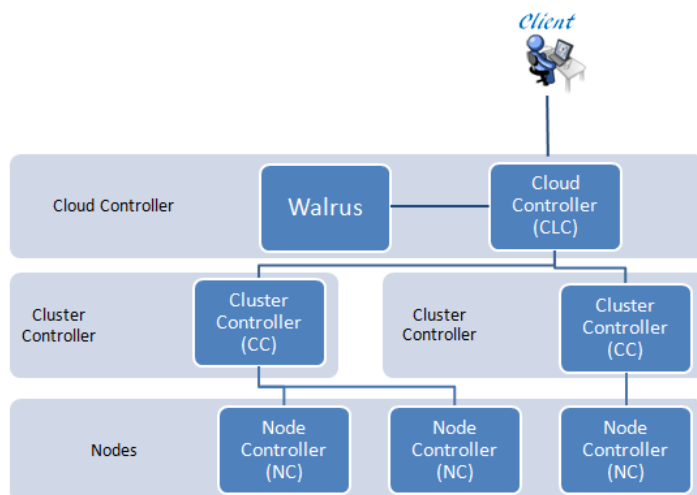 Client
Cloud Controller
Walrus
Cloud
Controller
(CLC)
Cluster
Controller
Cluster
Controller
(CC)
Cluster
Controller
Cluster
Controller
(CC)
Nodes
Node
Controller
(NC)
Node
Controller
(NC)
Node
Controller
(NC)